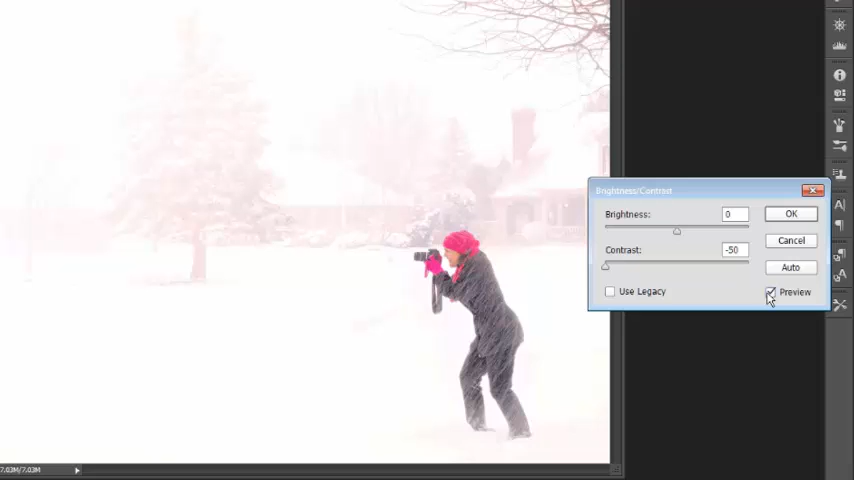 Brightness/Contrast
Brightness: 0
OK
Cancel
Contrast: -50
Auto
Use Legacy
Preview
7.03M/7.03M